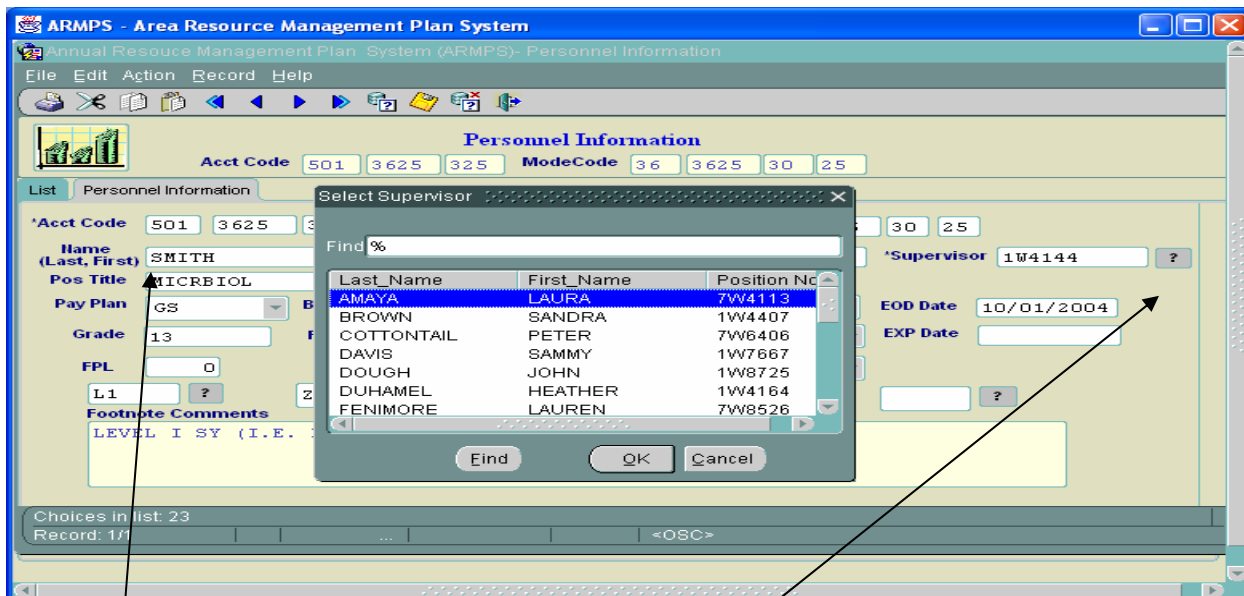 ARMPS - Area Resource Management Plan System
Annual Resouce Management Plan System (ARMPS)- Personnel Information
File Edit Action Record Help
Personnel Information
Acct Code 501 3625 325 ModeCode 36 3625 30 25
List Personnel Information
*Acct Code 501 3625 30 25
Name (Last, First) SMITH *Supervisor 1W4144 ?
Pos Title MICRBIOL
Pay Plan GS EOD Date 10/01/2004
Grade 13 EXP Date
FPL 0
L1 ? Z ?
Footnote Comments
LEVEL I SY (I.E.
Select Supervisor
Find %
Last_Name First_Name Position No
AMAYA LAURA 7W4113
BROWN SANDRA 1W4407
COTTONTAIL PETER 7W6406
DAVIS SAMMY 1W7667
DOUGH JOHN 1W8725
DUHAMEL HEATHER 1W4164
FENIMORE LAUREN 7W8526
Find OK Cancel
Choices in list: 23
Record: 1/1 ... <OSC>